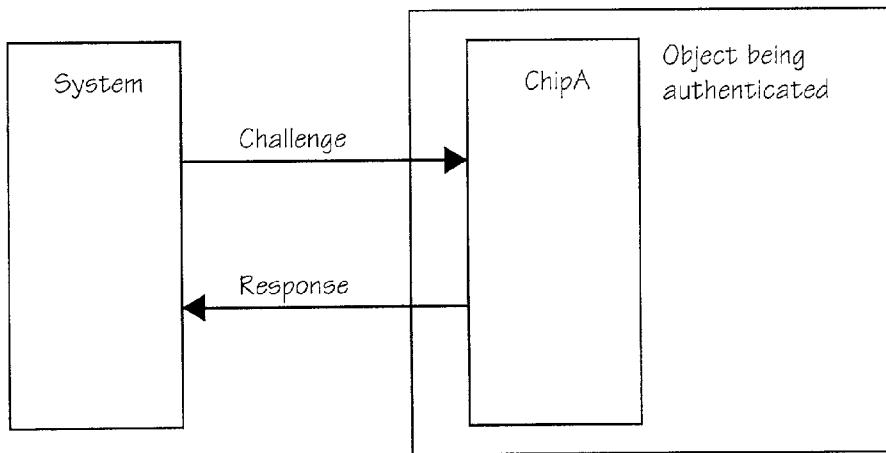 System
ChipA
Object being
authenticated
Challenge
Response